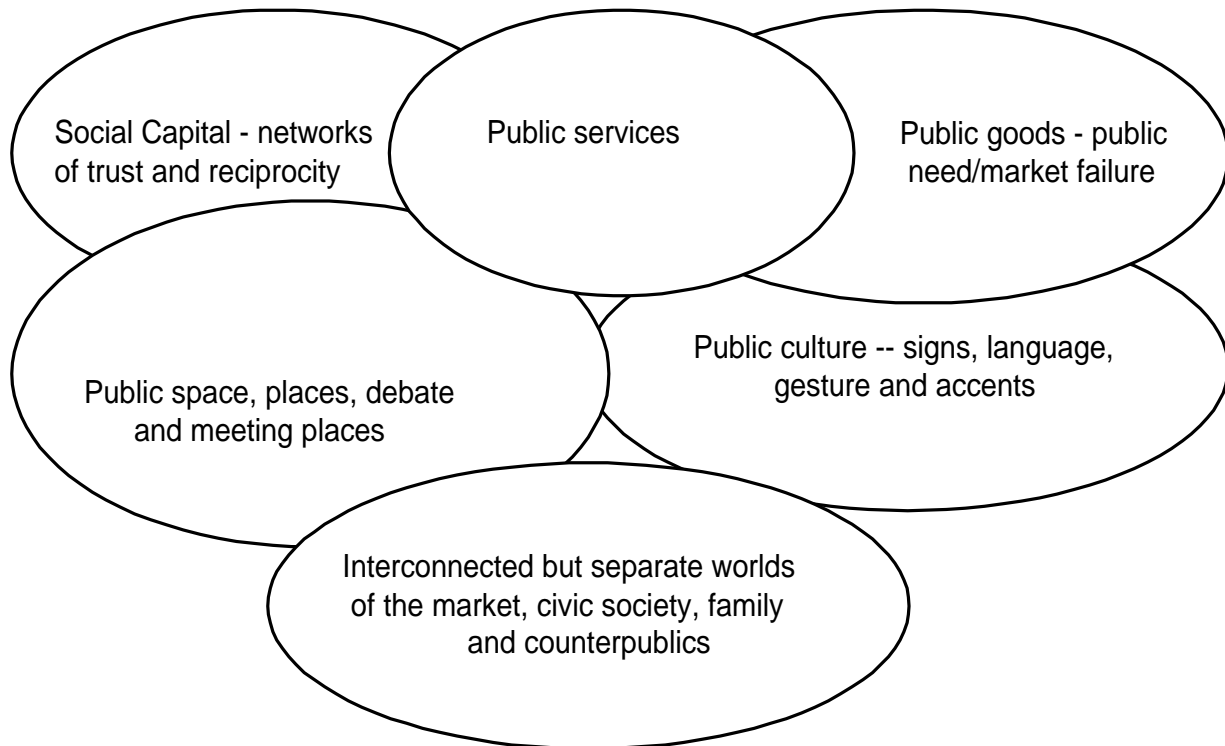 Social Capital - networks
of trust and reciprocity
Public services
Public goods - public
need/market failure
Public space, places, debate
and meeting places
Public culture -- signs, language,
gesture and accents
Interconnected but separate worlds
of the market, civic society, family
and counterpublics